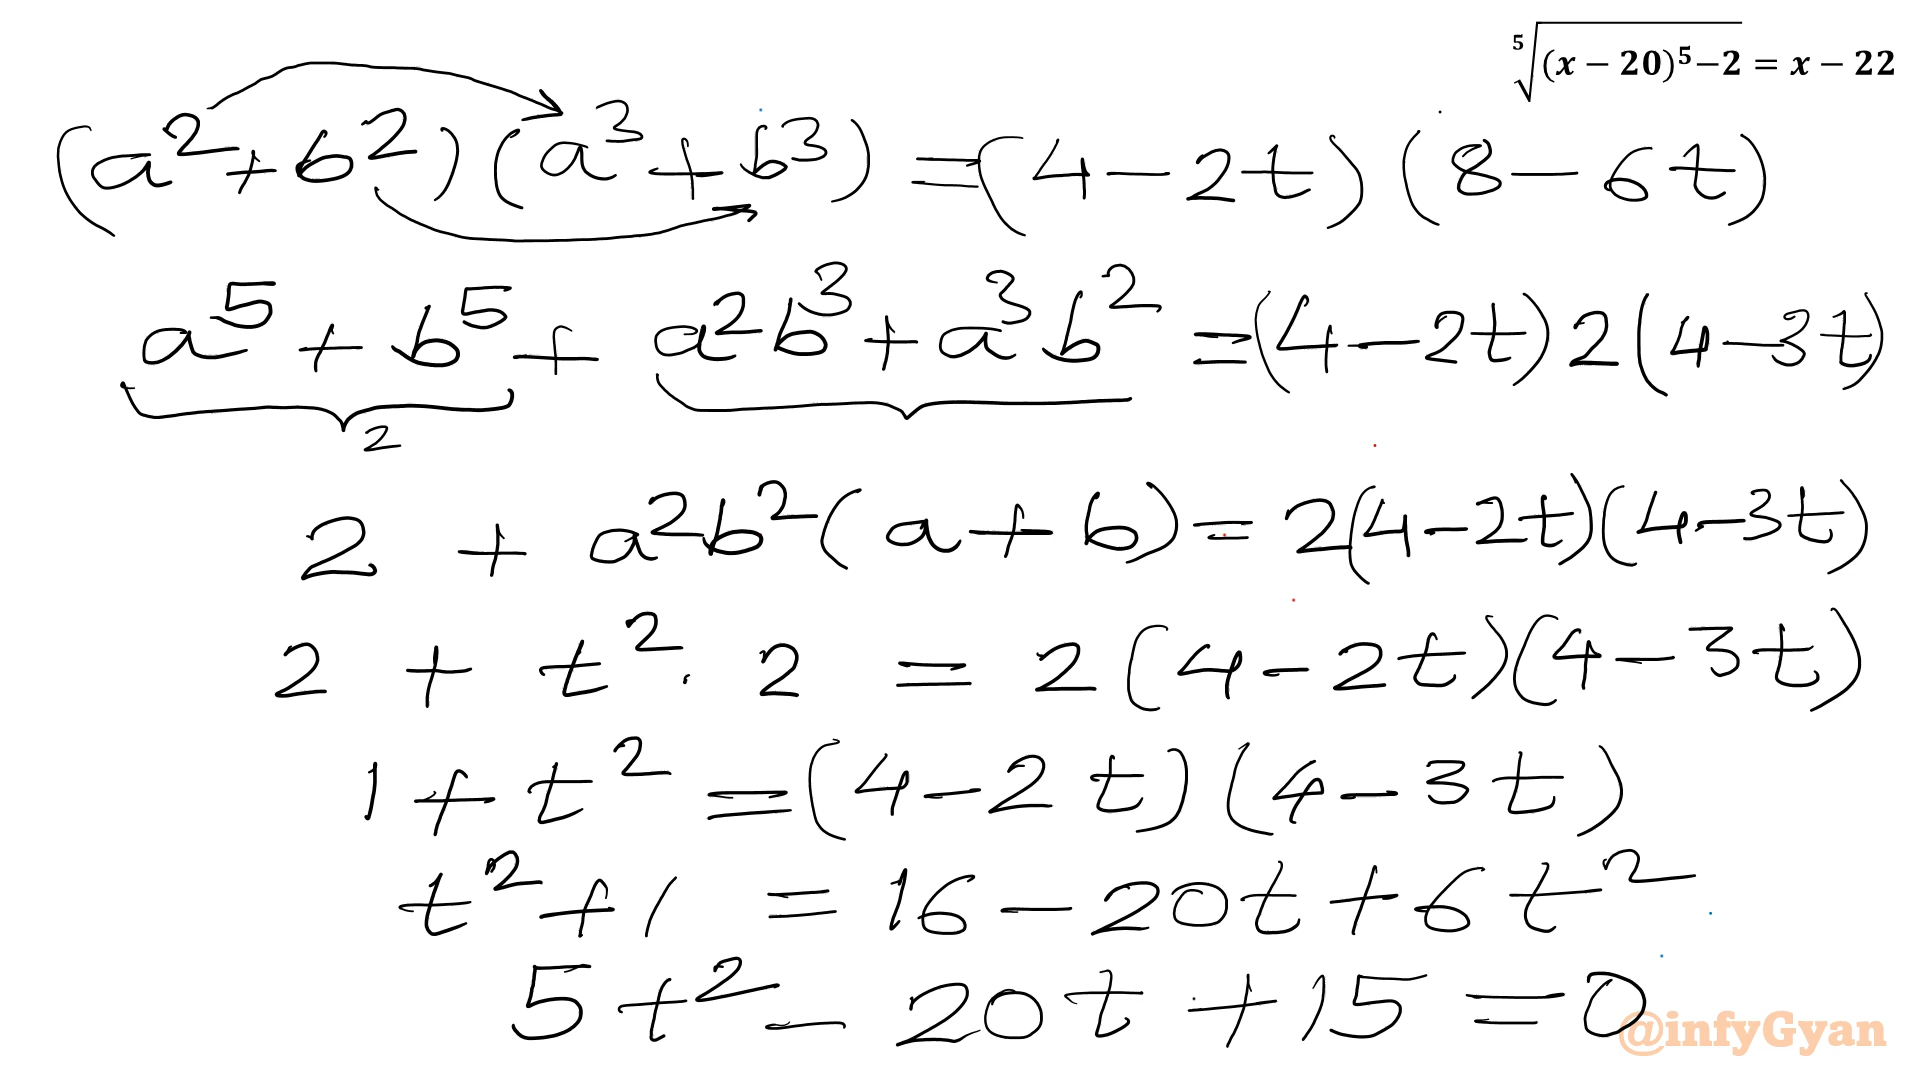 ⁵√((x − 20)⁵−2) = x − 22
(a² + b²)(a³ + b³) = (4 − 2t)(8 − 6t)
a⁵ + b⁵ + a²b³ + a³b² = (4 − 2t)2(4 − 3t)
2
2 + a²b²(a + b) = 2(4 − 2t)(4 − 3t)
2 + t² . 2 = 2(4 − 2t)(4 − 3t)
1 + t² = (4 − 2t)(4 − 3t)
t² + 1 = 16 − 20t + 6t²
5t² − 20t + 15 = 0
@infyGyan